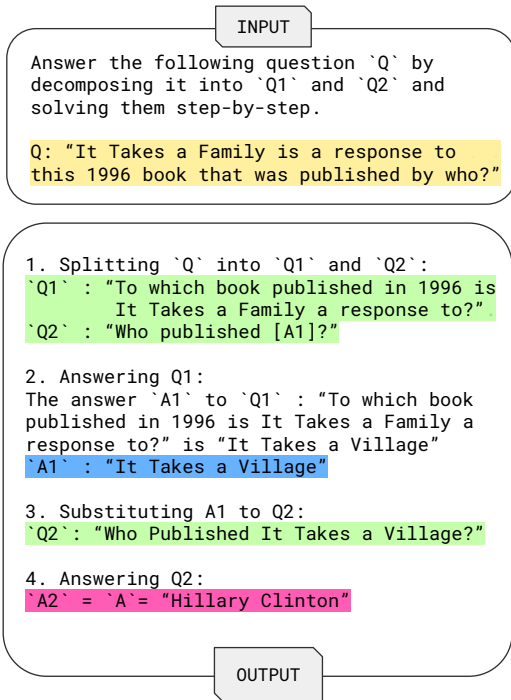 INPUT
Answer the following question `Q` by
decomposing it into `Q1` and `Q2` and
solving them step-by-step.
Q: “It Takes a Family is a response to
this 1996 book that was published by who?”
1. Splitting `Q` into `Q1` and `Q2`:
`Q1` : “To which book published in 1996 is
It Takes a Family a response to?”
`Q2` : “Who published [A1]?”
2. Answering Q1:
The answer `A1` to `Q1` : “To which book
published in 1996 is It Takes a Family a
response to?” is “It Takes a Village”
`A1` : “It Takes a Village”
3. Substituting A1 to Q2:
`Q2`: “Who Published It Takes a Village?”
4. Answering Q2:
`A2` = `A`= “Hillary Clinton”
OUTPUT